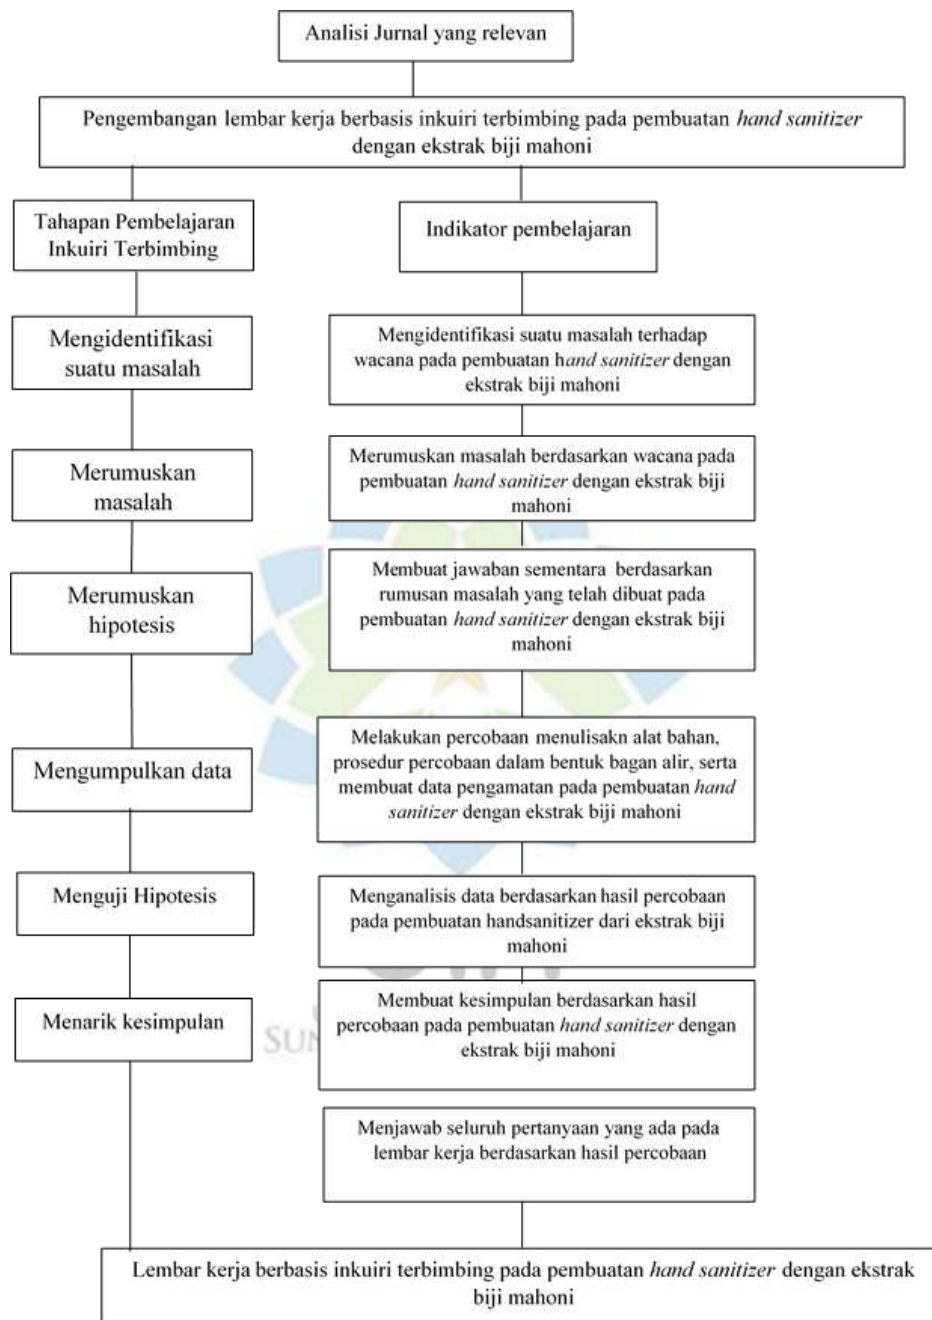 Analisi Jurnal yang relevan
Pengembangan lembar kerja berbasis inkuiri terbimbing pada pembuatan hand sanitizer
dengan ekstrak biji mahoni
Tahapan Pembelajaran
Inkuiri Terbimbing
Indikator pembelajaran
Mengidentifikasi
suatu masalah
Mengidentifikasi suatu masalah terhadap
wacana pada pembuatan hand sanitizer dengan
ekstrak biji mahoni
Merumuskan
masalah
Merumuskan masalah berdasarkan wacana pada
pembuatan hand sanitizer dengan ekstrak biji
mahoni
Merumuskan
hipotesis
Membuat jawaban sementara berdasarkan
rumusan masalah yang telah dibuat pada
pembuatan hand sanitizer dengan ekstrak biji
mahoni
Mengumpulkan data
Melakukan percobaan menulisakn alat bahan,
prosedur percobaan dalam bentuk bagan alir, serta
membuat data pengamatan pada pembuatan hand
sanitizer dengan ekstrak biji mahoni
Menguji Hipotesis
Menganalisis data berdasarkan hasil percobaan
pada pembuatan handsanitizer dari ekstrak biji
mahoni
Menarik kesimpulan
Membuat kesimpulan berdasarkan hasil
percobaan pada pembuatan hand sanitizer dengan
ekstrak biji mahoni
Menjawab seluruh pertanyaan yang ada pada
lembar kerja berdasarkan hasil percobaan
Lembar kerja berbasis inkuiri terbimbing pada pembuatan hand sanitizer dengan ekstrak
biji mahoni